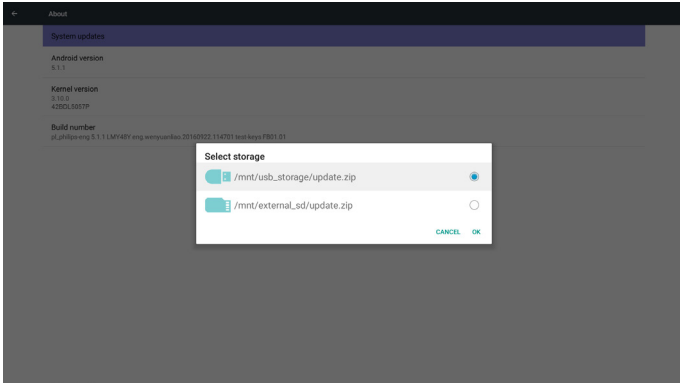 About
System updates
Android version
5.1.1
Kernel version
3.10.0
42BDL5057P
Build number
pl_philips-eng 5.1.1 LMY48Y eng.wenyuanlian.20160922.114701 test-keys FB01.01
Select storage
/mnt/usb_storage/update.zip
/mnt/external_sd/update.zip
CANCEL OK